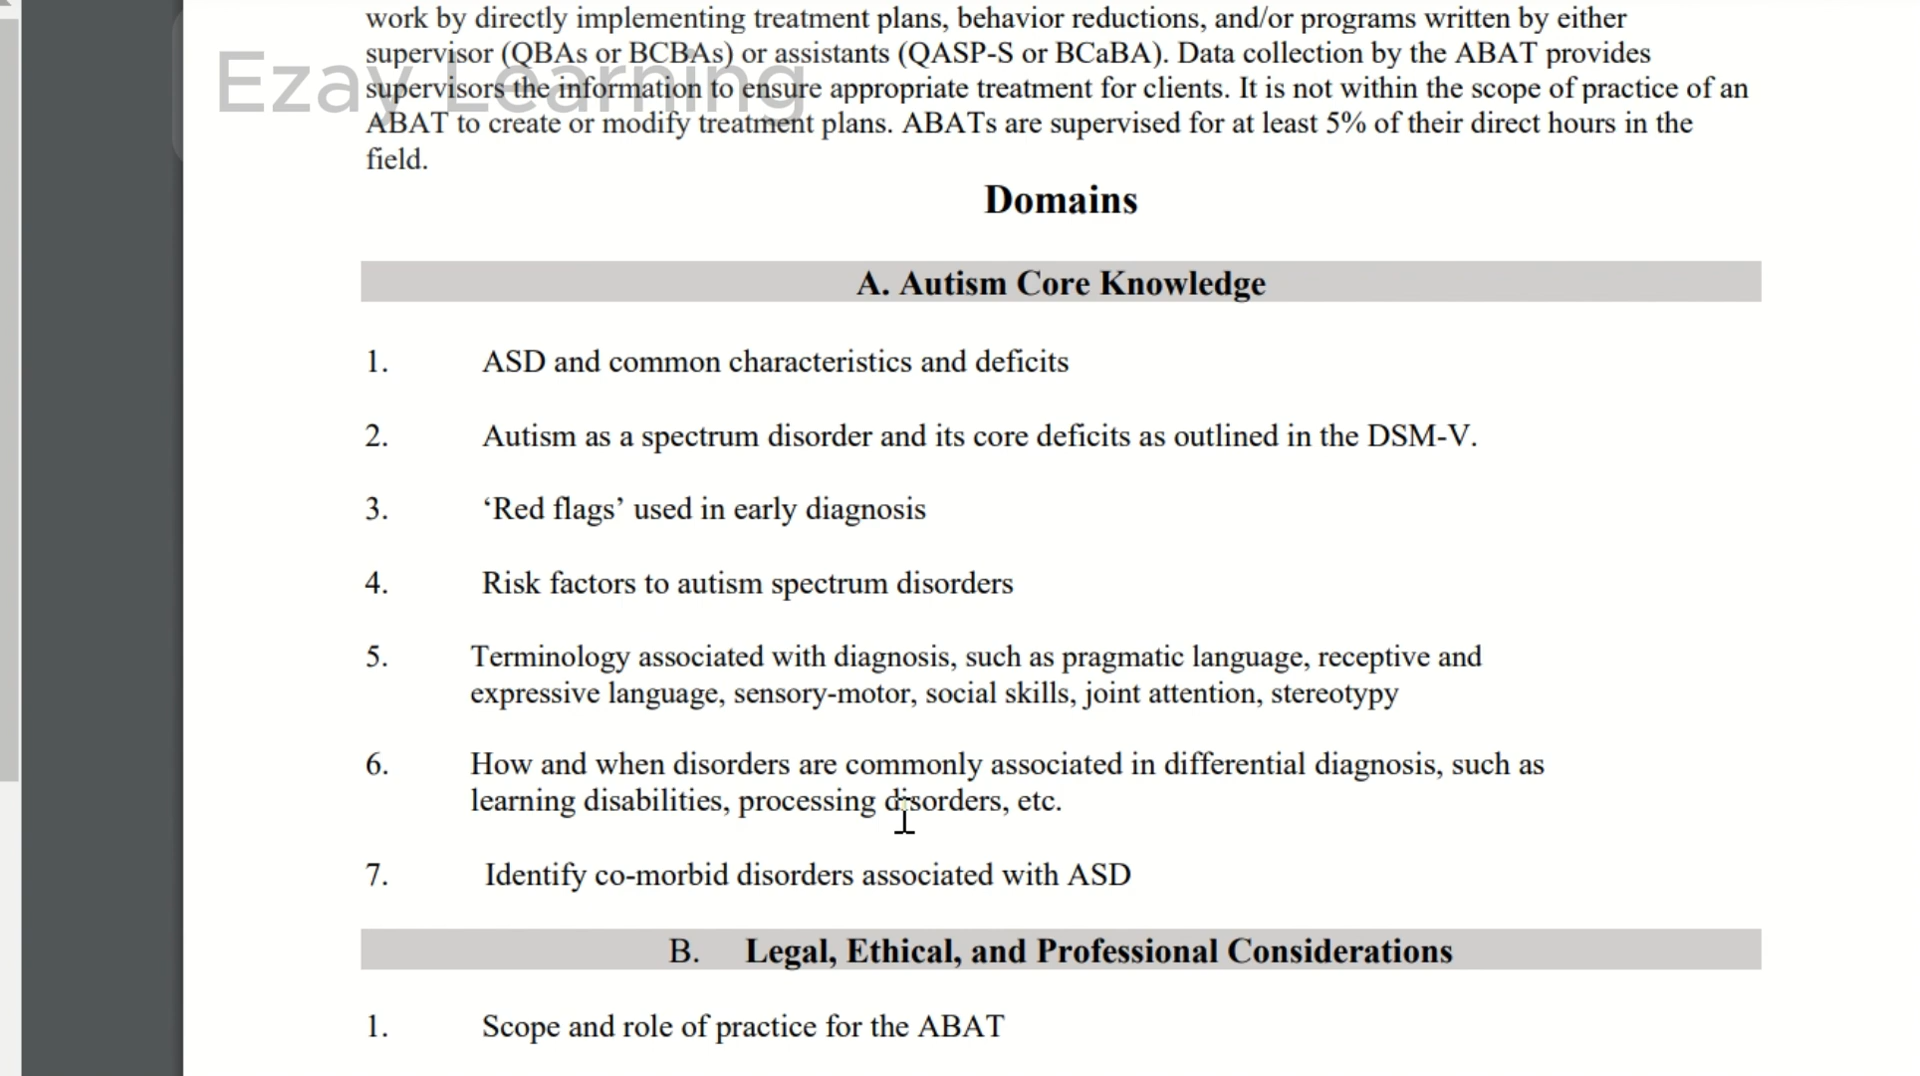 work by directly implementing treatment plans, behavior reductions, and/or programs written by either
supervisor (QBAs or BCBAs) or assistants (QASP-S or BCaBA). Data collection by the ABAT provides
supervisors the information to ensure appropriate treatment for clients. It is not within the scope of practice of an
ABAT to create or modify treatment plans. ABATs are supervised for at least 5% of their direct hours in the
field.
Ezay Learning
Domains
A. Autism Core Knowledge
1. ASD and common characteristics and deficits
2. Autism as a spectrum disorder and its core deficits as outlined in the DSM-V.
3. ‘Red flags’ used in early diagnosis
4. Risk factors to autism spectrum disorders
5. Terminology associated with diagnosis, such as pragmatic language, receptive and
expressive language, sensory-motor, social skills, joint attention, stereotypy
6. How and when disorders are commonly associated in differential diagnosis, such as
learning disabilities, processing disorders, etc.
7. Identify co-morbid disorders associated with ASD
B. Legal, Ethical, and Professional Considerations
1. Scope and role of practice for the ABAT